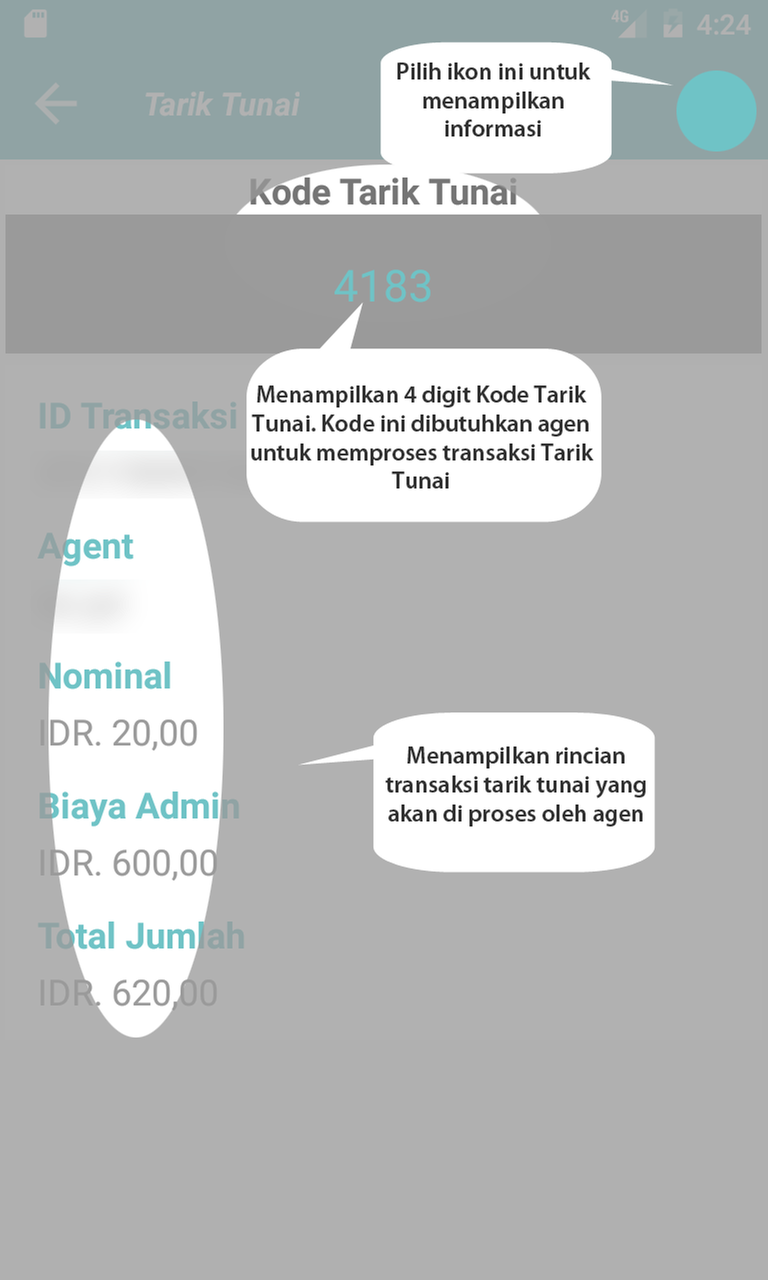 4G 4:24
Tarik Tunai
Pilih ikon ini untuk
menampilkan
informasi
Kode Tarik Tunai
4183
Menampilkan 4 digit Kode Tarik
Tunai. Kode ini dibutuhkan agen
untuk memproses transaksi Tarik
Tunai
ID Transaksi
Agent
Nominal
IDR. 20,00
Menampilkan rincian
transaksi tarik tunai yang
akan di proses oleh agen
Biaya Admin
IDR. 600,00
Total Jumlah
IDR. 620,00